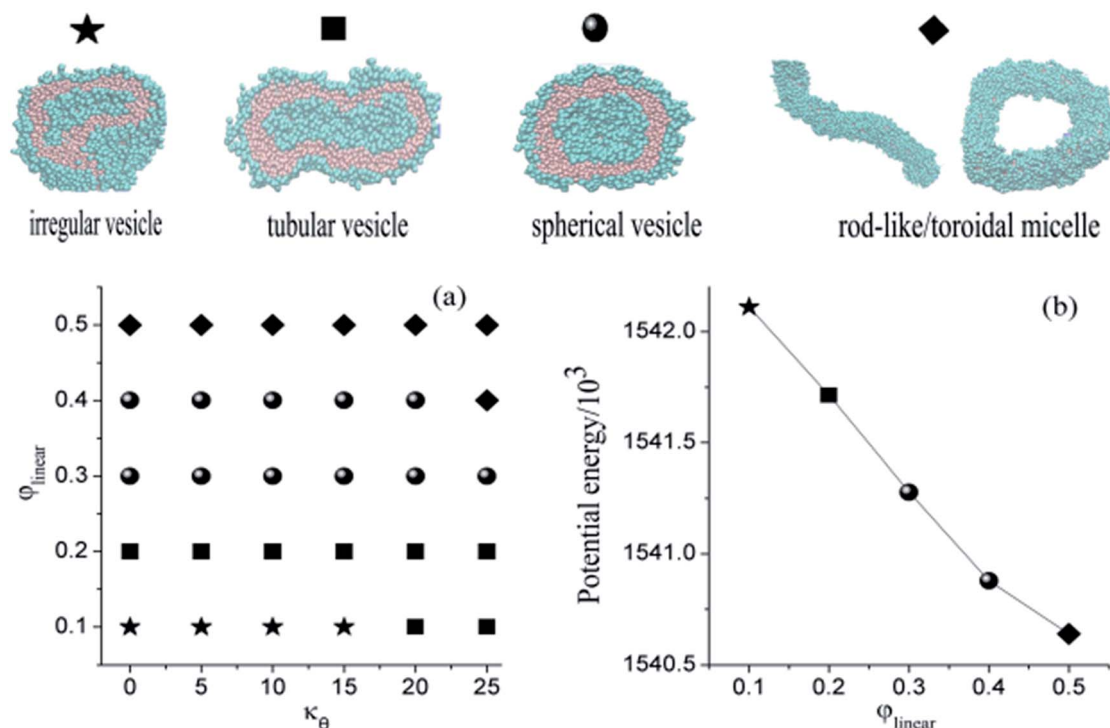 irregular vesicle
tubular vesicle
spherical vesicle
rod-like/toroidal micelle
(a)
0.5
0.4
0.3
0.2
0.1
φlinear
0 5 10 15 20 25
κθ
(b)
1542.0
1541.5
1541.0
1540.5
Potential energy/10³
0.1 0.2 0.3 0.4 0.5
φlinear